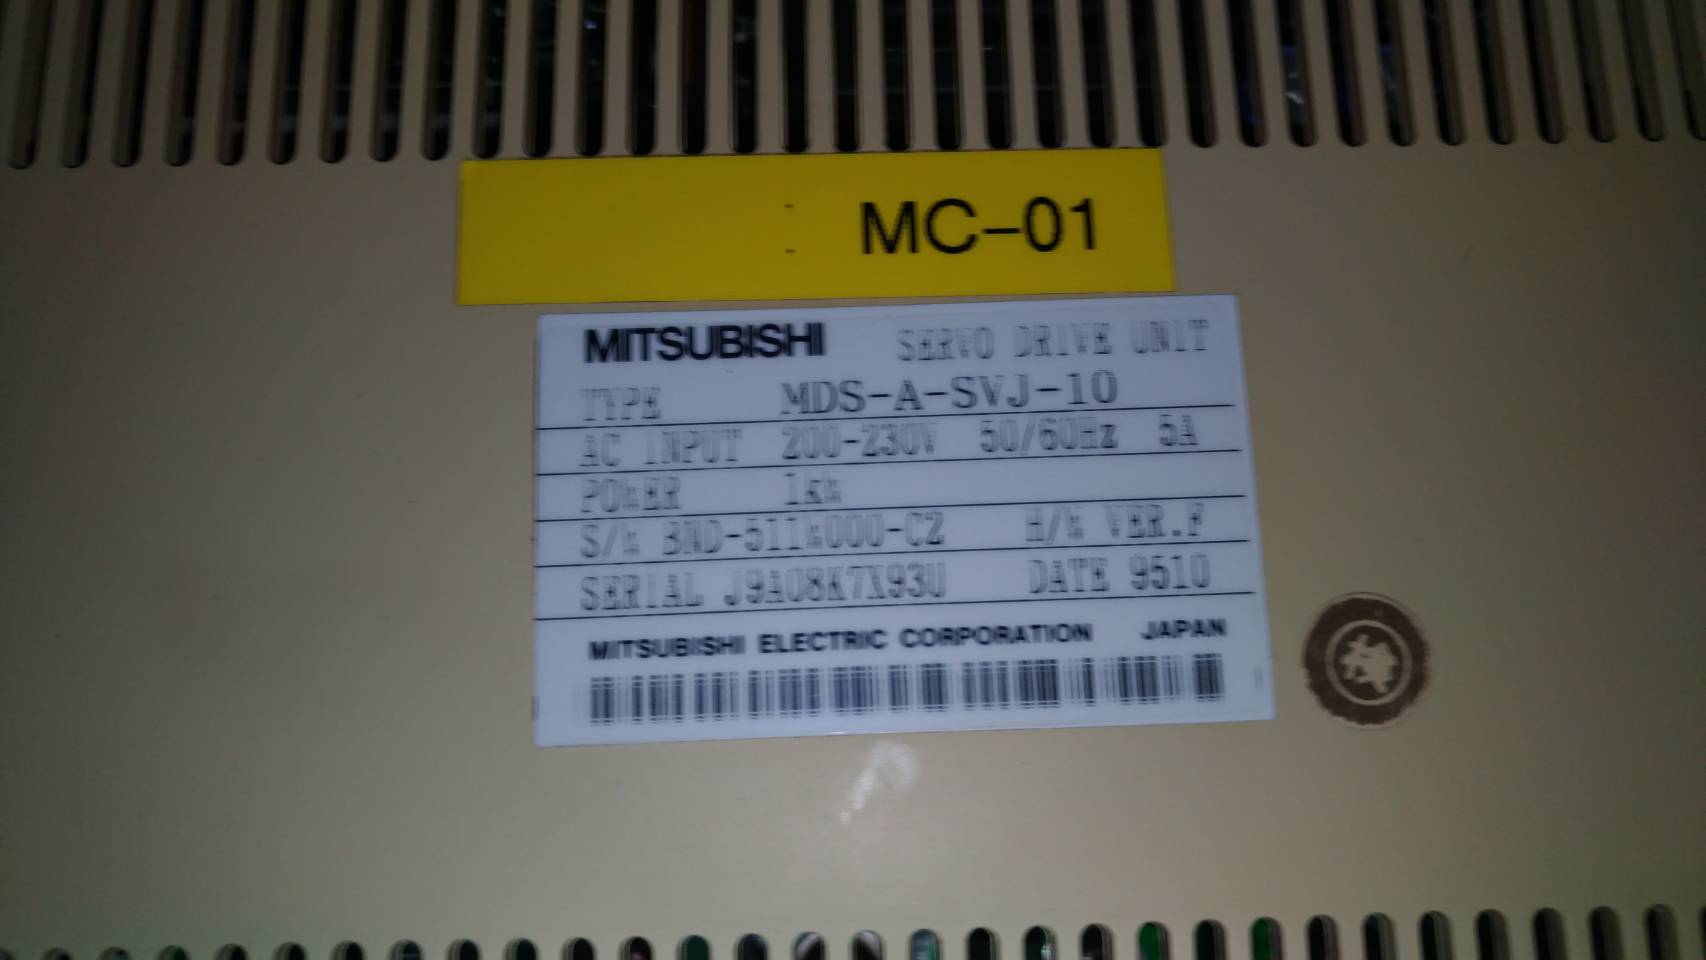 MC-01
MITSUBISHI SERVO DRIVE UNIT
TYPE MDS-A-SVJ-10
AC INPUT 200-230V 50/60Hz 5A
POWER 1kW
S/W BND-511W000-C2 H/W VER.F
SERIAL J9A08K7X93U DATE 9510
MITSUBISHI ELECTRIC CORPORATION JAPAN